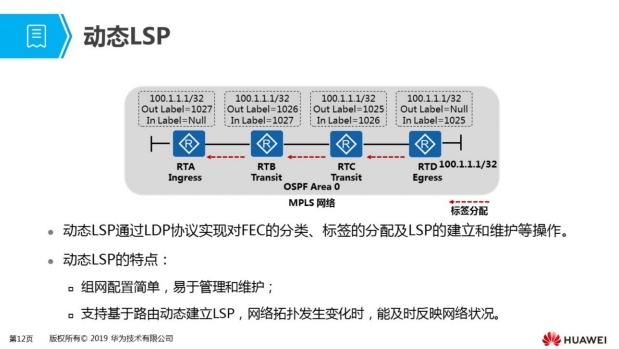 动态LSP
100.1.1.1/32
Out Label=1027
In Label=Null
100.1.1.1/32
Out Label=1026
In Label=1027
100.1.1.1/32
Out Label=1025
In Label=1026
100.1.1.1/32
Out Label=Null
In Label=1025
R
R
R
R
RTA
Ingress
RTB
Transit
RTC
Transit
RTD
Egress
100.1.1.1/32
OSPF Area 0
MPLS 网络
标签分配
动态LSP通过LDP协议实现对FEC的分类、标签的分配及LSP的建立和维护等操作。
动态LSP的特点：
组网配置简单，易于管理和维护；
支持基于路由动态建立LSP，网络拓扑发生变化时，能及时反映网络状况。
第12页 版权所有© 2019 华为技术有限公司
HUAWEI